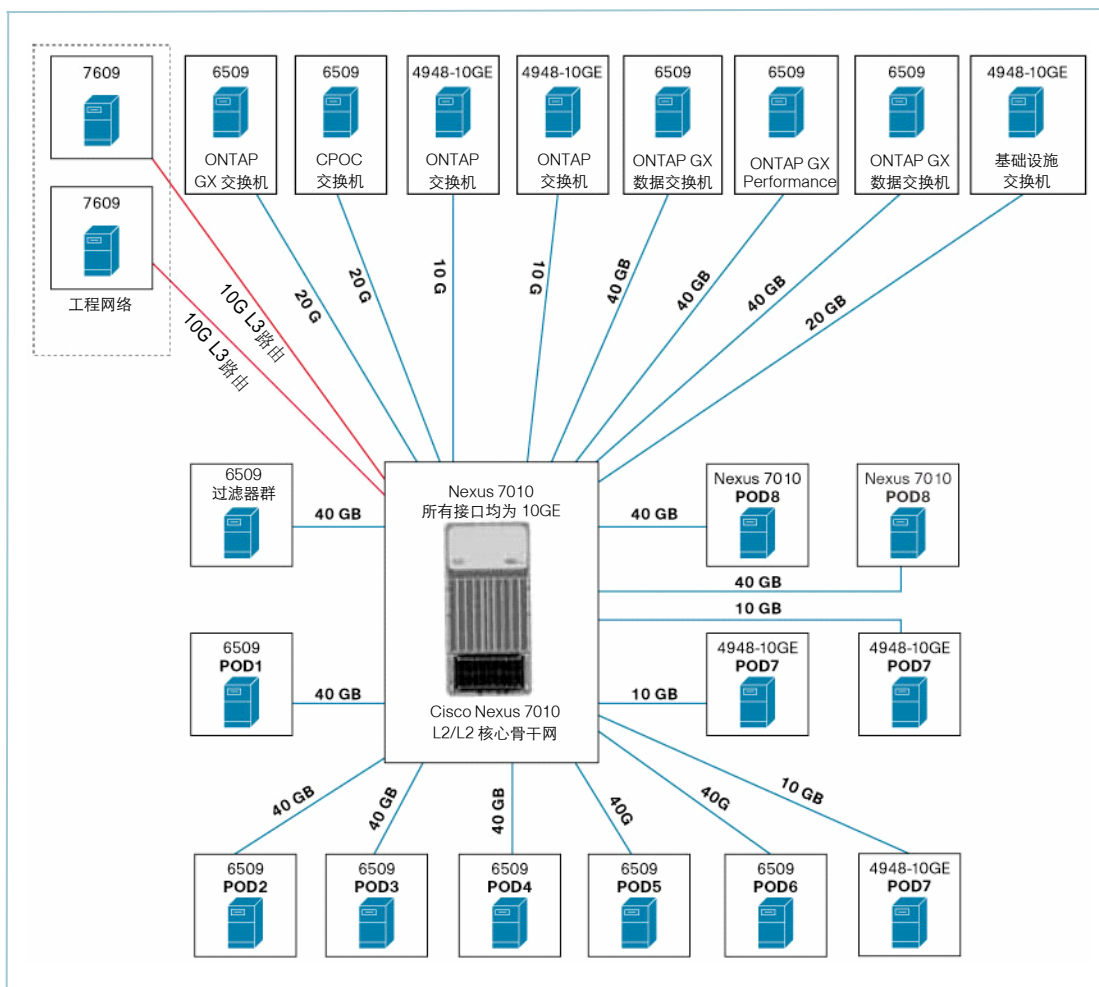 7609
7609
工程网络
6509
ONTAP
GX 交换机
6509
CPOC
交换机
4948-10GE
ONTAP
交换机
4948-10GE
ONTAP
交换机
6509
ONTAP GX
数据交换机
6509
ONTAP GX
Performance
6509
ONTAP GX
数据交换机
4948-10GE
基础设施
交换机
10G L3路由
10G L3路由
20 G
20 G
10 G
10 G
40 GB
40 GB
40 GB
20 GB
6509
过滤器群
40 GB
Nexus 7010
所有接口均为 10GE
Cisco Nexus 7010
L2/L2 核心骨干网
40 GB
Nexus 7010
POD8
Nexus 7010
POD8
40 GB
10 GB
6509
POD1
40 GB
10 GB
4948-10GE
POD7
4948-10GE
POD7
40 GB
40 GB
40 GB
40G
40G
10 GB
6509
POD2
6509
POD3
6509
POD4
6509
POD5
6509
POD6
4948-10GE
POD7